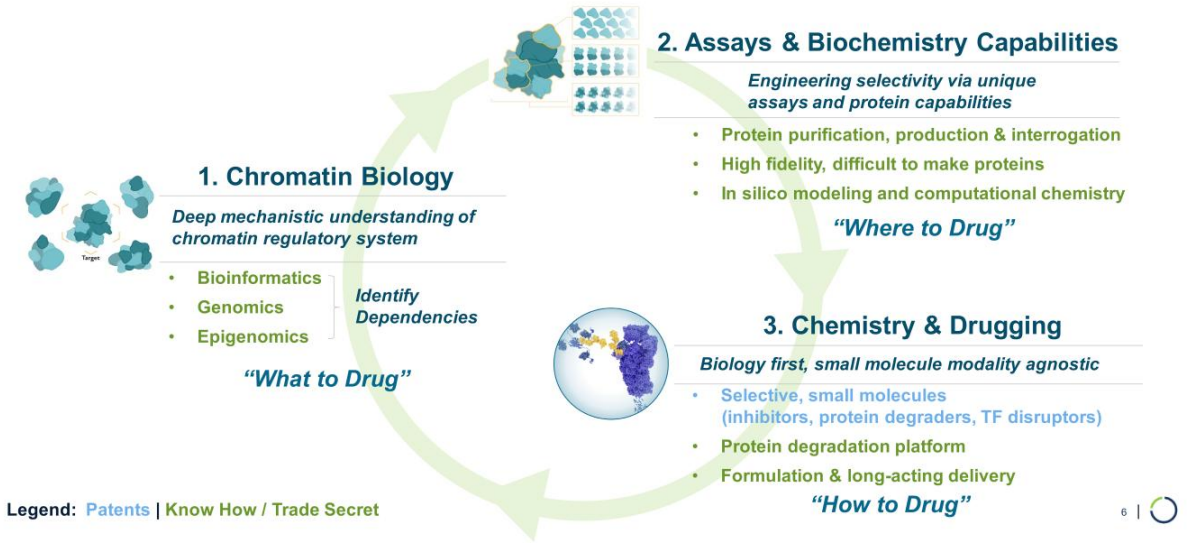 1. Chromatin Biology
Deep mechanistic understanding of
chromatin regulatory system
• Bioinformatics
• Genomics
• Epigenomics
Identify
Dependencies
“What to Drug”
Target
2. Assays & Biochemistry Capabilities
Engineering selectivity via unique
assays and protein capabilities
• Protein purification, production & interrogation
• High fidelity, difficult to make proteins
• In silico modeling and computational chemistry
“Where to Drug”
3. Chemistry & Drugging
Biology first, small molecule modality agnostic
• Selective, small molecules
(inhibitors, protein degraders, TF disruptors)
• Protein degradation platform
• Formulation & long-acting delivery
“How to Drug”
Legend: Patents | Know How / Trade Secret
6 |